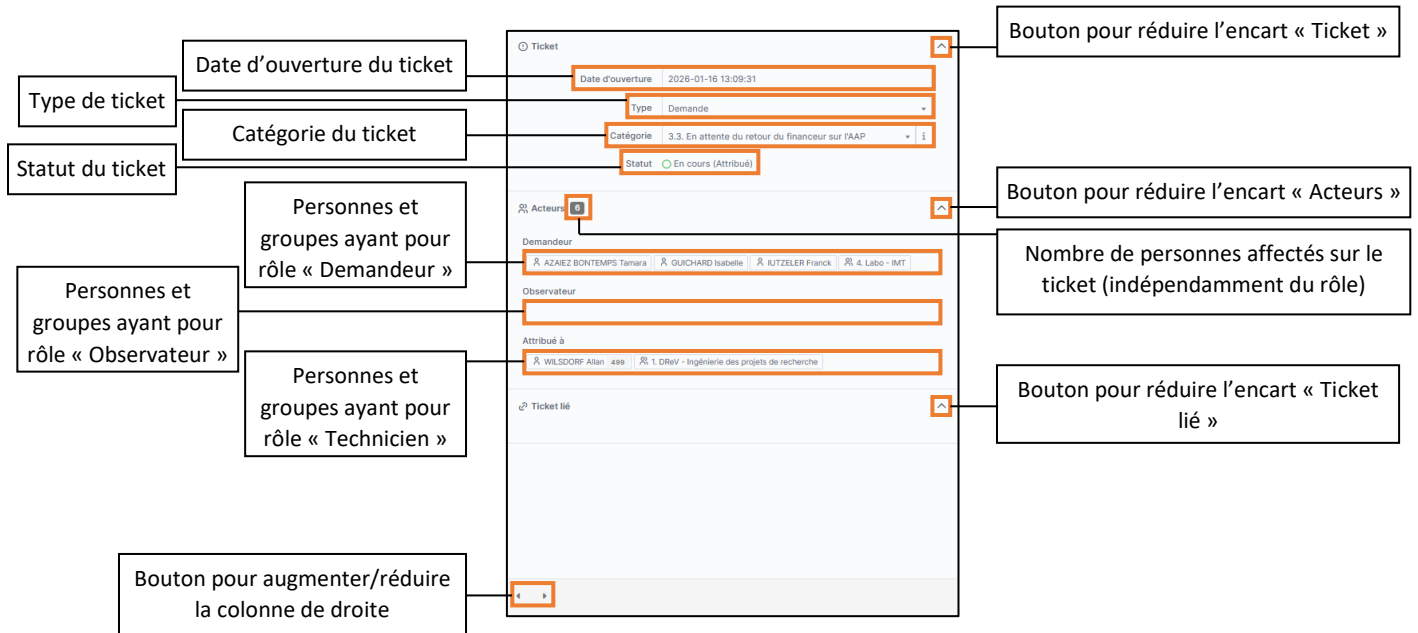 Bouton pour réduire l’encart « Ticket »
Date d’ouverture du ticket
Type de ticket
Catégorie du ticket
Statut du ticket
Personnes et
groupes ayant pour
rôle « Demandeur »
Personnes et
groupes ayant pour
rôle « Observateur »
Personnes et
groupes ayant pour
rôle « Technicien »
Bouton pour augmenter/réduire
la colonne de droite
Ticket
Date d'ouverture 2026-01-16 13:09:31
Type Demande
Catégorie 3.3. En attente du retour du financeur sur l'AAP i
Statut En cours (Attribué)
Acteurs 6
Demandeur
AZAIEZ BONTEMPS Tamara GUICHARD Isabelle IUTZELER Franck 4. Labo - IMT
Observateur
Attribué à
WILSDORF Allan 499 1. DReV - Ingénierie des projets de recherche
Ticket lié
Bouton pour réduire l’encart « Acteurs »
Nombre de personnes affectés sur le
ticket (indépendamment du rôle)
Bouton pour réduire l’encart « Ticket
lié »